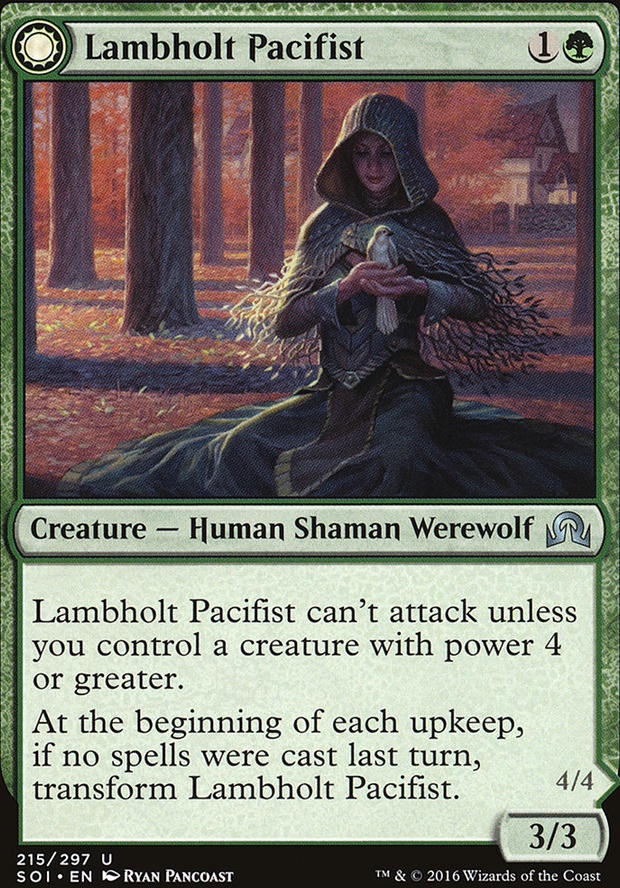 Lambholt Pacifist 1
Creature — Human Shaman Werewolf
Lambholt Pacifist can't attack unless
you control a creature with power 4
or greater.
At the beginning of each upkeep,
if no spells were cast last turn,
transform Lambholt Pacifist.
4/4
3/3
215/297 U
SOI • EN Ryan Pancoast
™ & © 2016 Wizards of the Coast